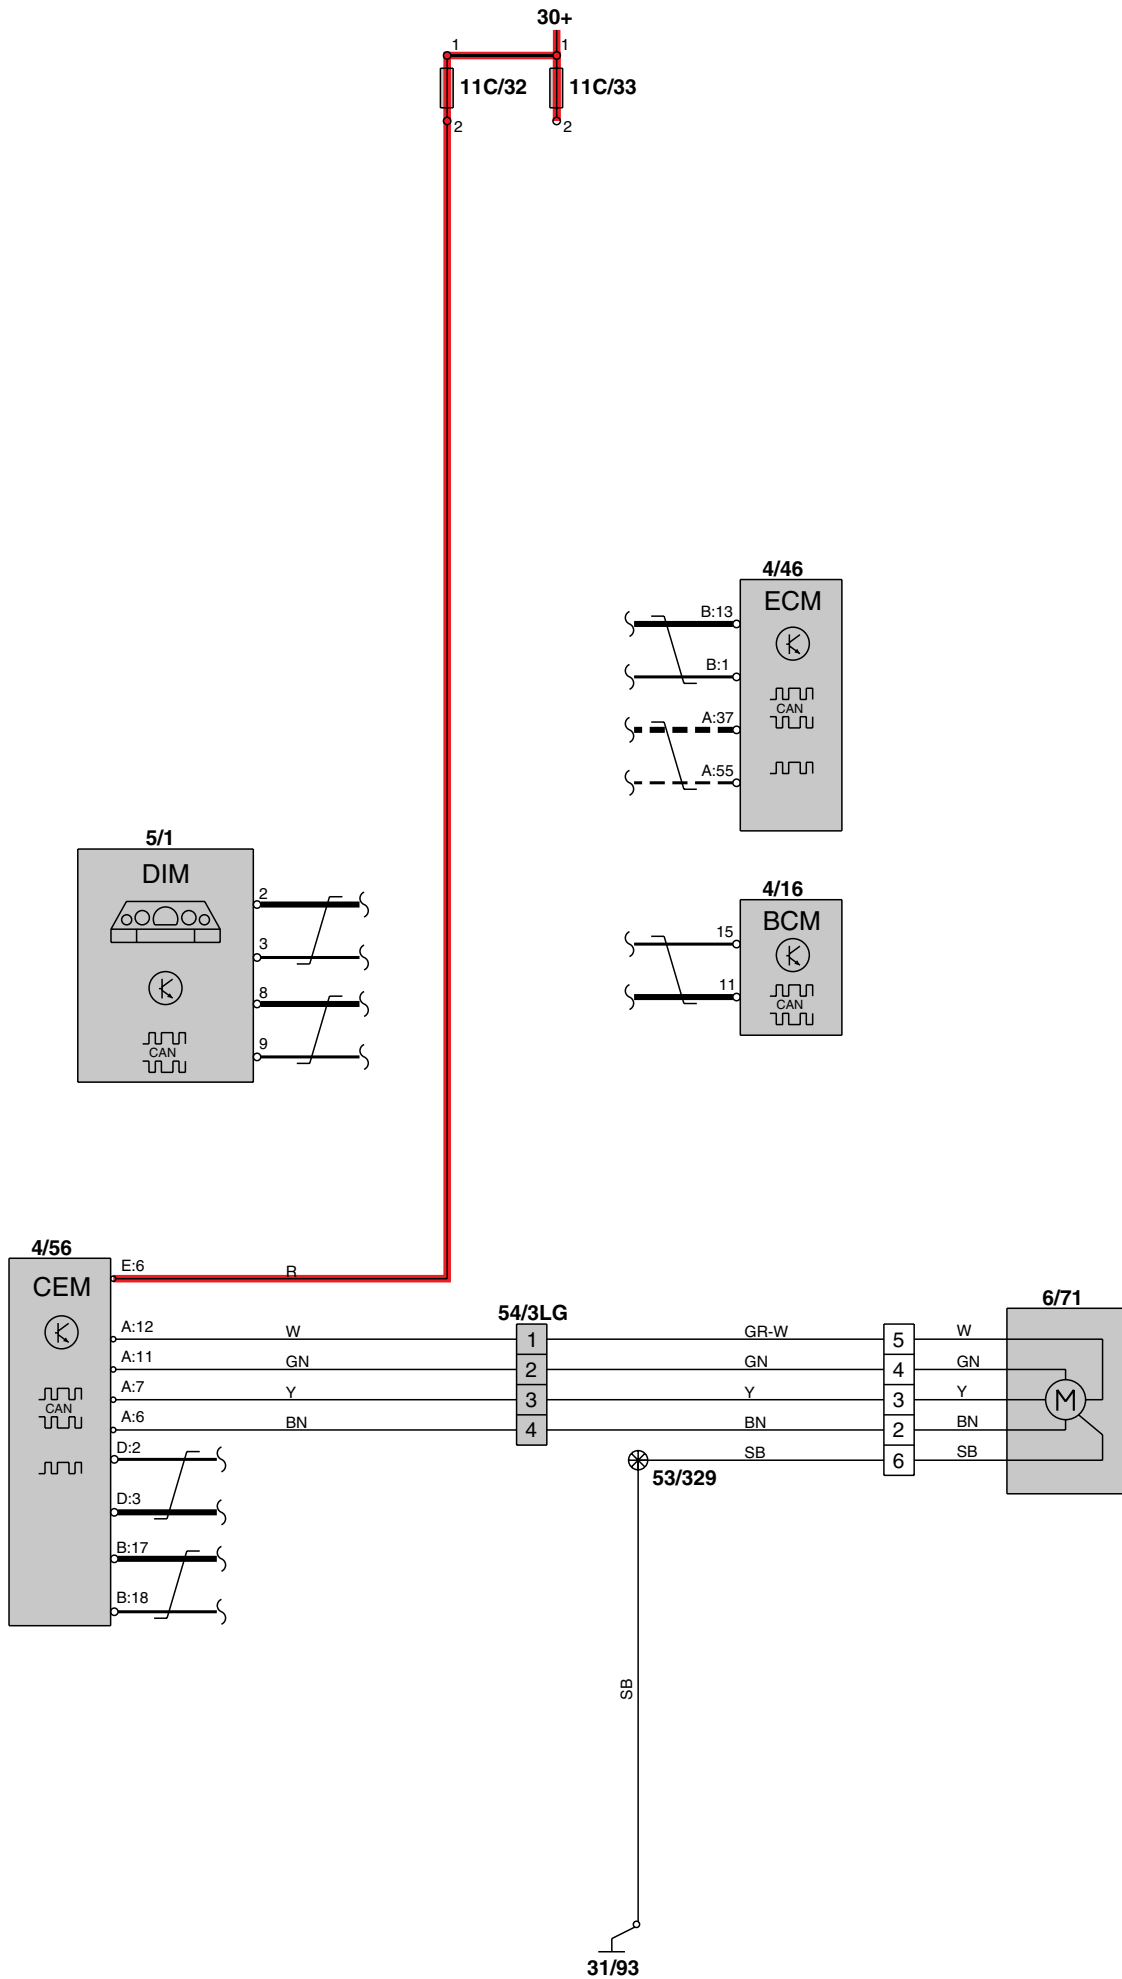 30+
1 1
11C/32 11C/33
2 2
4/46
ECM
B:13
B:1
CAN
A:37
A:55
5/1
DIM
2
3
8
9
CAN
4/16
BCM
15
11
CAN
4/56
CEM
E:6 R
54/3LG
6/71
A:12 W 1 GR-W 5 W
A:11 GN 2 GN 4 GN
A:7 Y 3 Y 3 Y
M
CAN
A:6 BN 4 BN 2 BN
SB 6 SB
D:2
53/329
D:3
B:17
B:18
SB
31/93